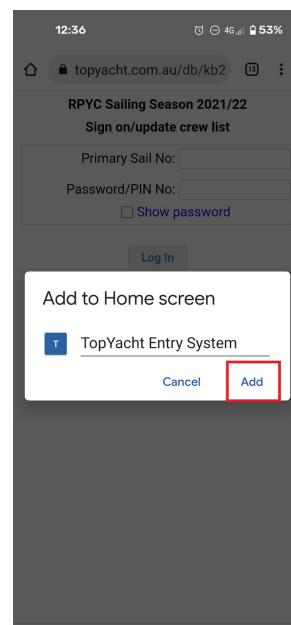 12:36 4G 53%
topyacht.com.au/db/kb2 13
RPYC Sailing Season 2021/22
Sign on/update crew list
Primary Sail No:
Password/PIN No:
Show password
Log In
Add to Home screen
T TopYacht Entry System
Cancel Add